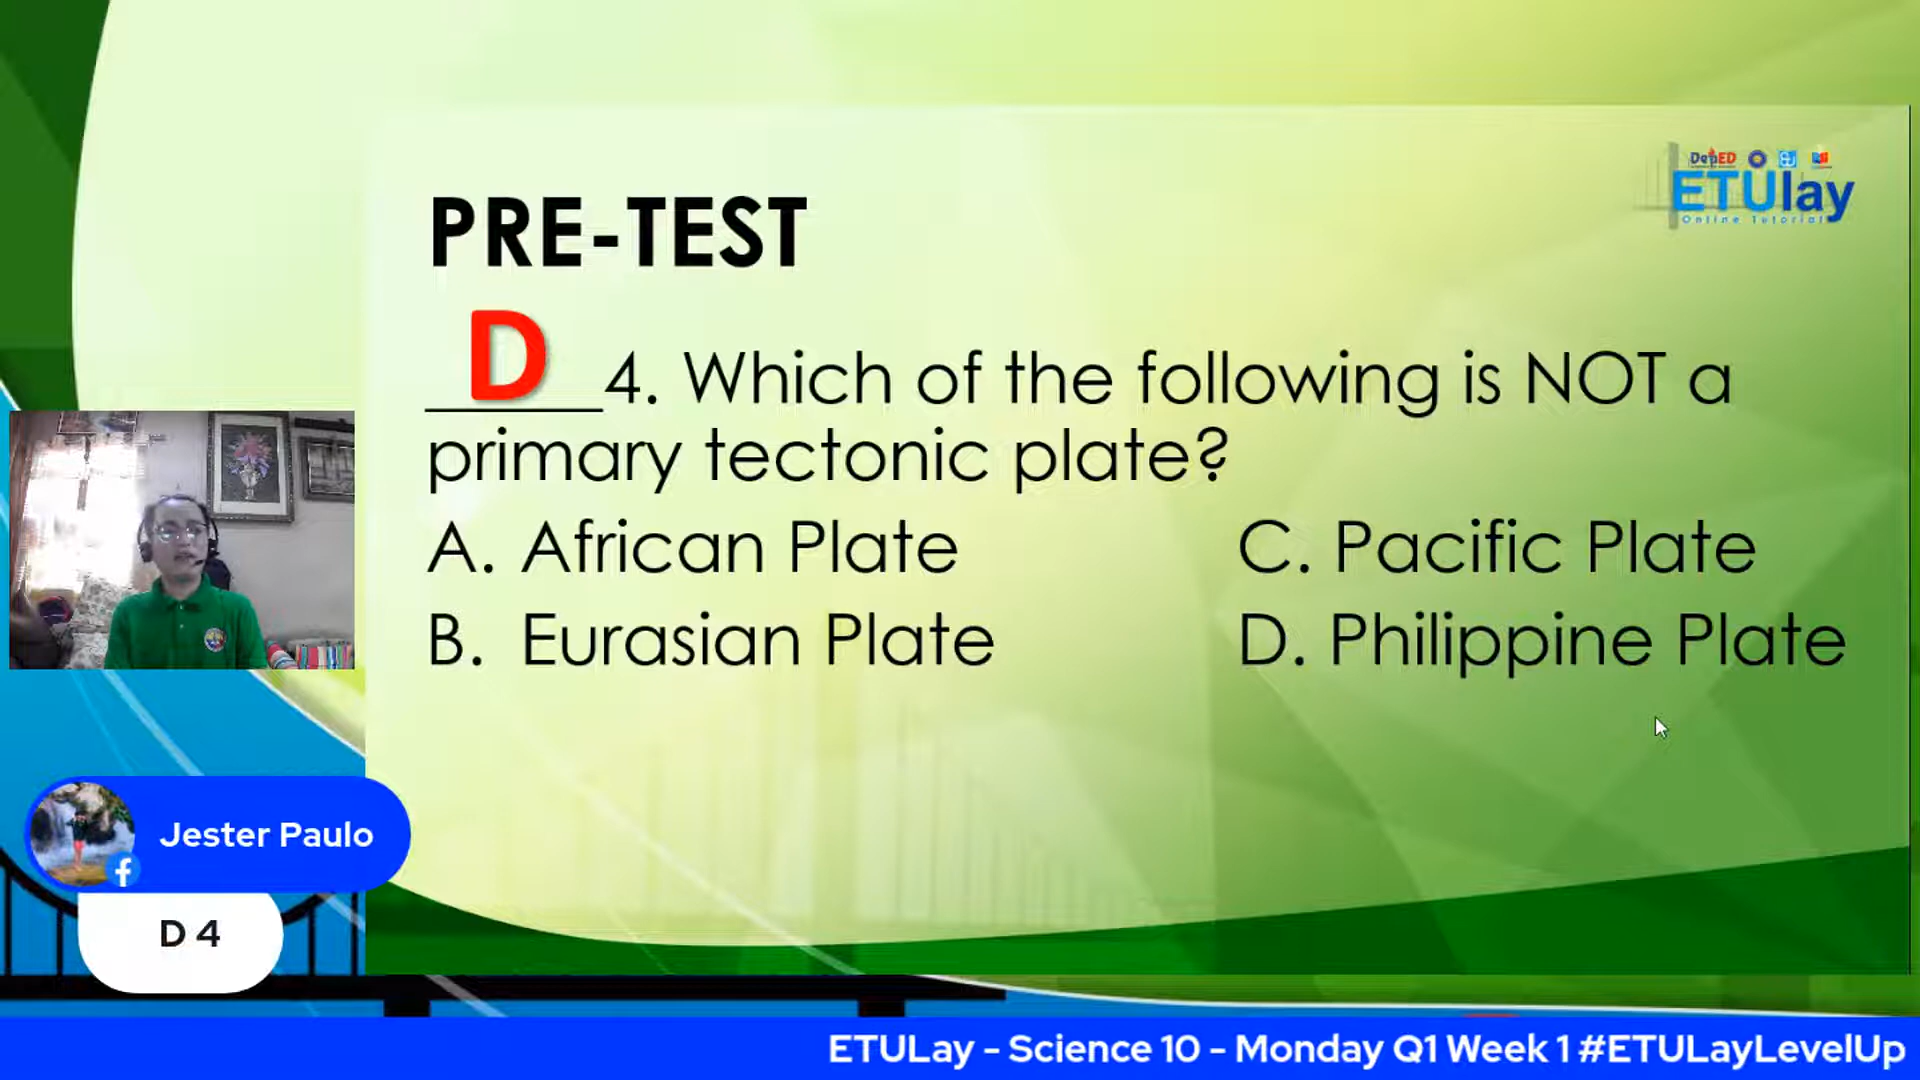 DepED
ETULay
Online Tutorial
PRE-TEST
D
_____4. Which of the following is NOT a
primary tectonic plate?
A. African Plate
C. Pacific Plate
B. Eurasian Plate
D. Philippine Plate
Jester Paulo
D 4
ETULay - Science 10 - Monday Q1 Week 1 #ETULayLevelUp